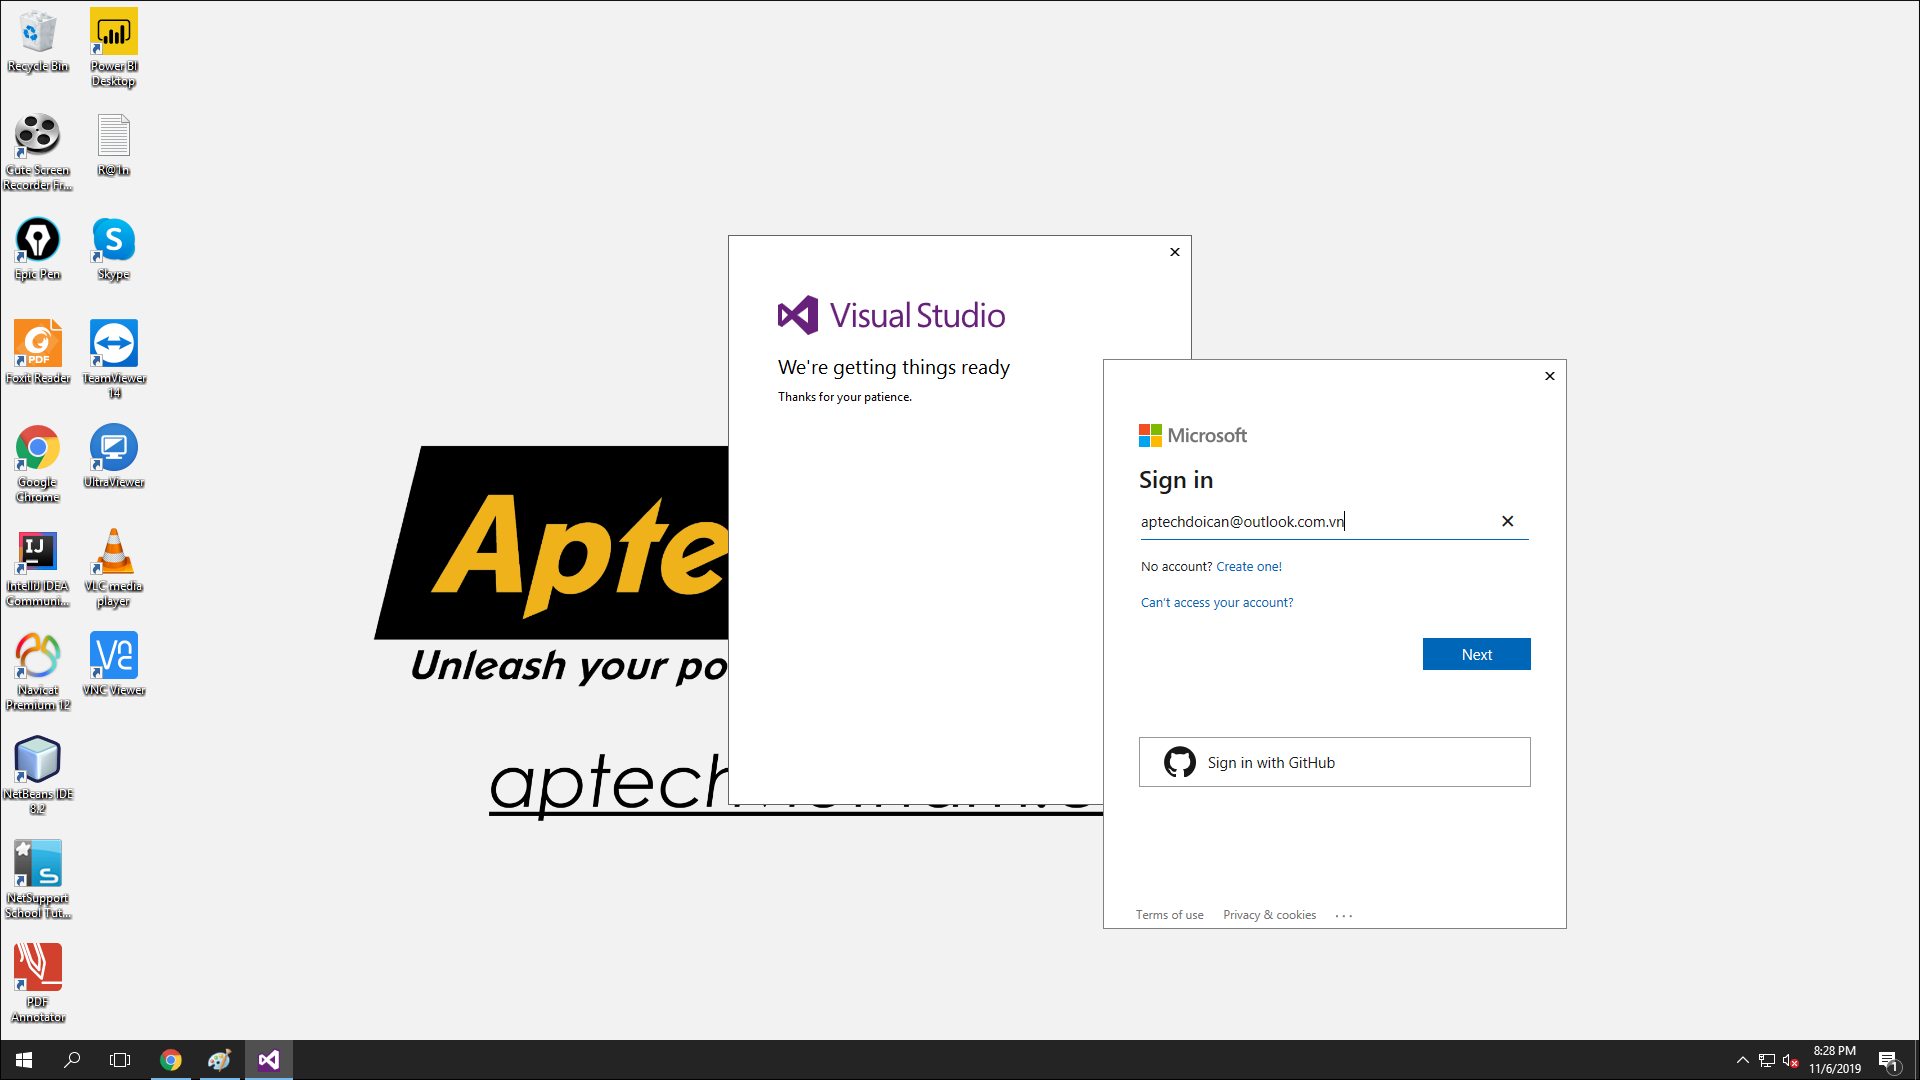 Recycle Bin
Power BI
Desktop
Cute Screen
Recorder Fr...
R@1n
Epic Pen
Skype
PDF
Foxit Reader
TeamViewer
14
Google
Chrome
UltraViewer
IJ
IntelliJ IDEA
Communi...
VLC media
player
Navicat
Premium 12
VNC Viewer
NetBeans IDE
8.2
NetSupport
School Tut...
PDF
Annotator
Apte
Unleash your po
aptech
Visual Studio
We're getting things ready
Thanks for your patience.
Microsoft
Sign in
aptechdoican@outlook.com.vn
No account? Create one!
Can't access your account?
Next
Sign in with GitHub
Terms of use Privacy & cookies ...
8:28 PM
11/6/2019
1